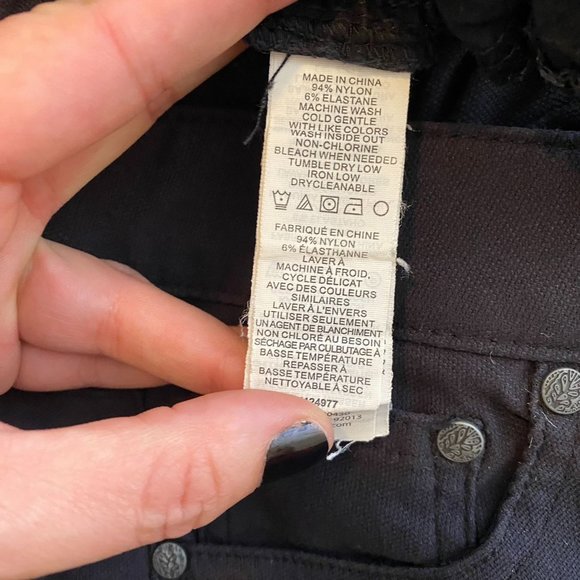 MADE IN CHINA
94% NYLON
6% ELASTANE
MACHINE WASH
COLD GENTLE
WITH LIKE COLORS
WASH INSIDE OUT
NON-CHLORINE
BLEACH WHEN NEEDED
TUMBLE DRY LOW
IRON LOW
DRYCLEANABLE
FABRIQUÉ EN CHINE
94% NYLON
6% ÉLASTHANNE
LAVER À
MACHINE À FROID,
CYCLE DÉLICAT
AVEC DES COULEURS
SIMILAIRES
LAVER À L'ENVERS
UTILISER SEULEMENT
UN AGENT DE BLANCHIMENT
NON CHLORÉ AU BESOIN
SÉCHAGE PAR CULBUTAGE À
BASSE TEMPÉRATURE
REPASSER À
BASSE TEMPÉRATURE
NETTOYABLE À SEC
24977
2013
.com